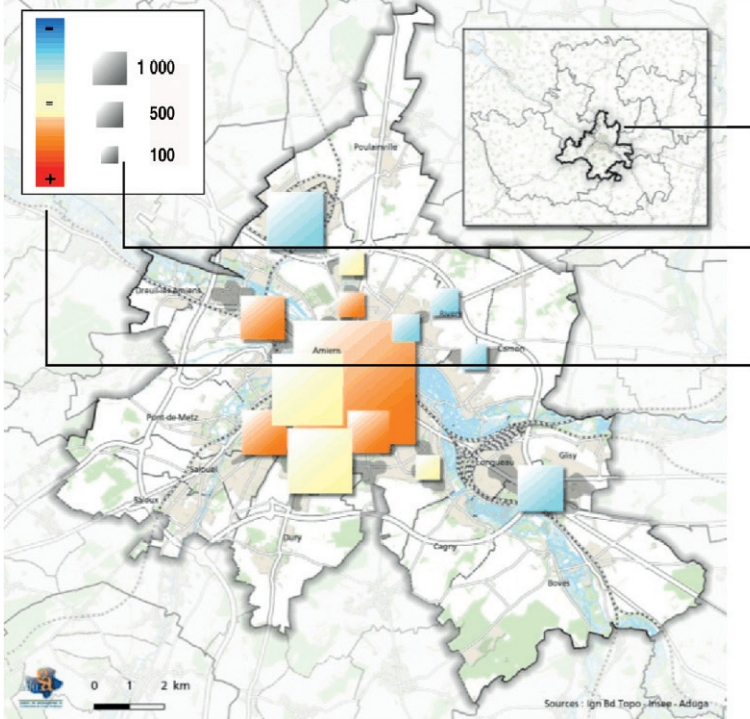 -
=
+
1 000
500
100
Poulainville
Dreuil-lès-Amiens
Rivery
Amiens
Camon
Pont-de-Metz
Saleux
Salouël
Longueau
Glisy
Dury
Cagny
Boves
0 1 2 km
Sources : Ign Bd Topo - Insee - Aduga